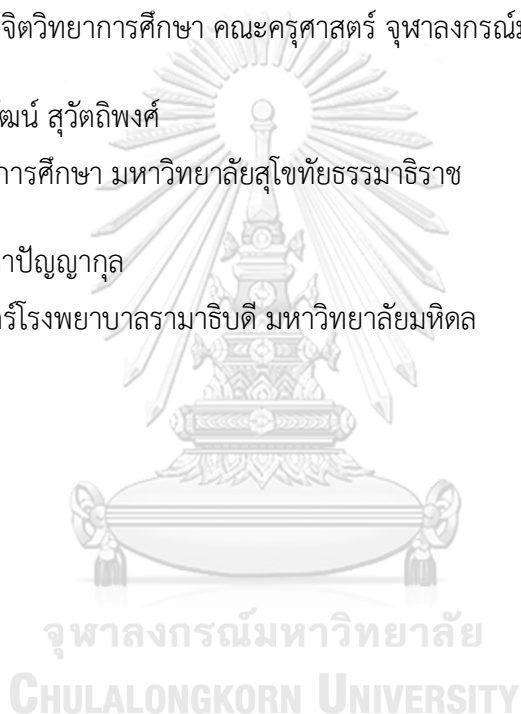 จิตวิทยาการศึกษา คณะครุศาสตร์ จุฬาลงกรณ์ม
ฒน์ สุวัตถิพงศ์
การศึกษา มหาวิทยาลัยสุโขทัยธรรมาธิราช
าปัญญากุล
ร์โรงพยาบาลรามาธิบดี มหาวิทยาลัยมหิดล
จุฬาลงกรณ์มหาวิทยาลัย
CHULALONGKORN UNIVERSITY